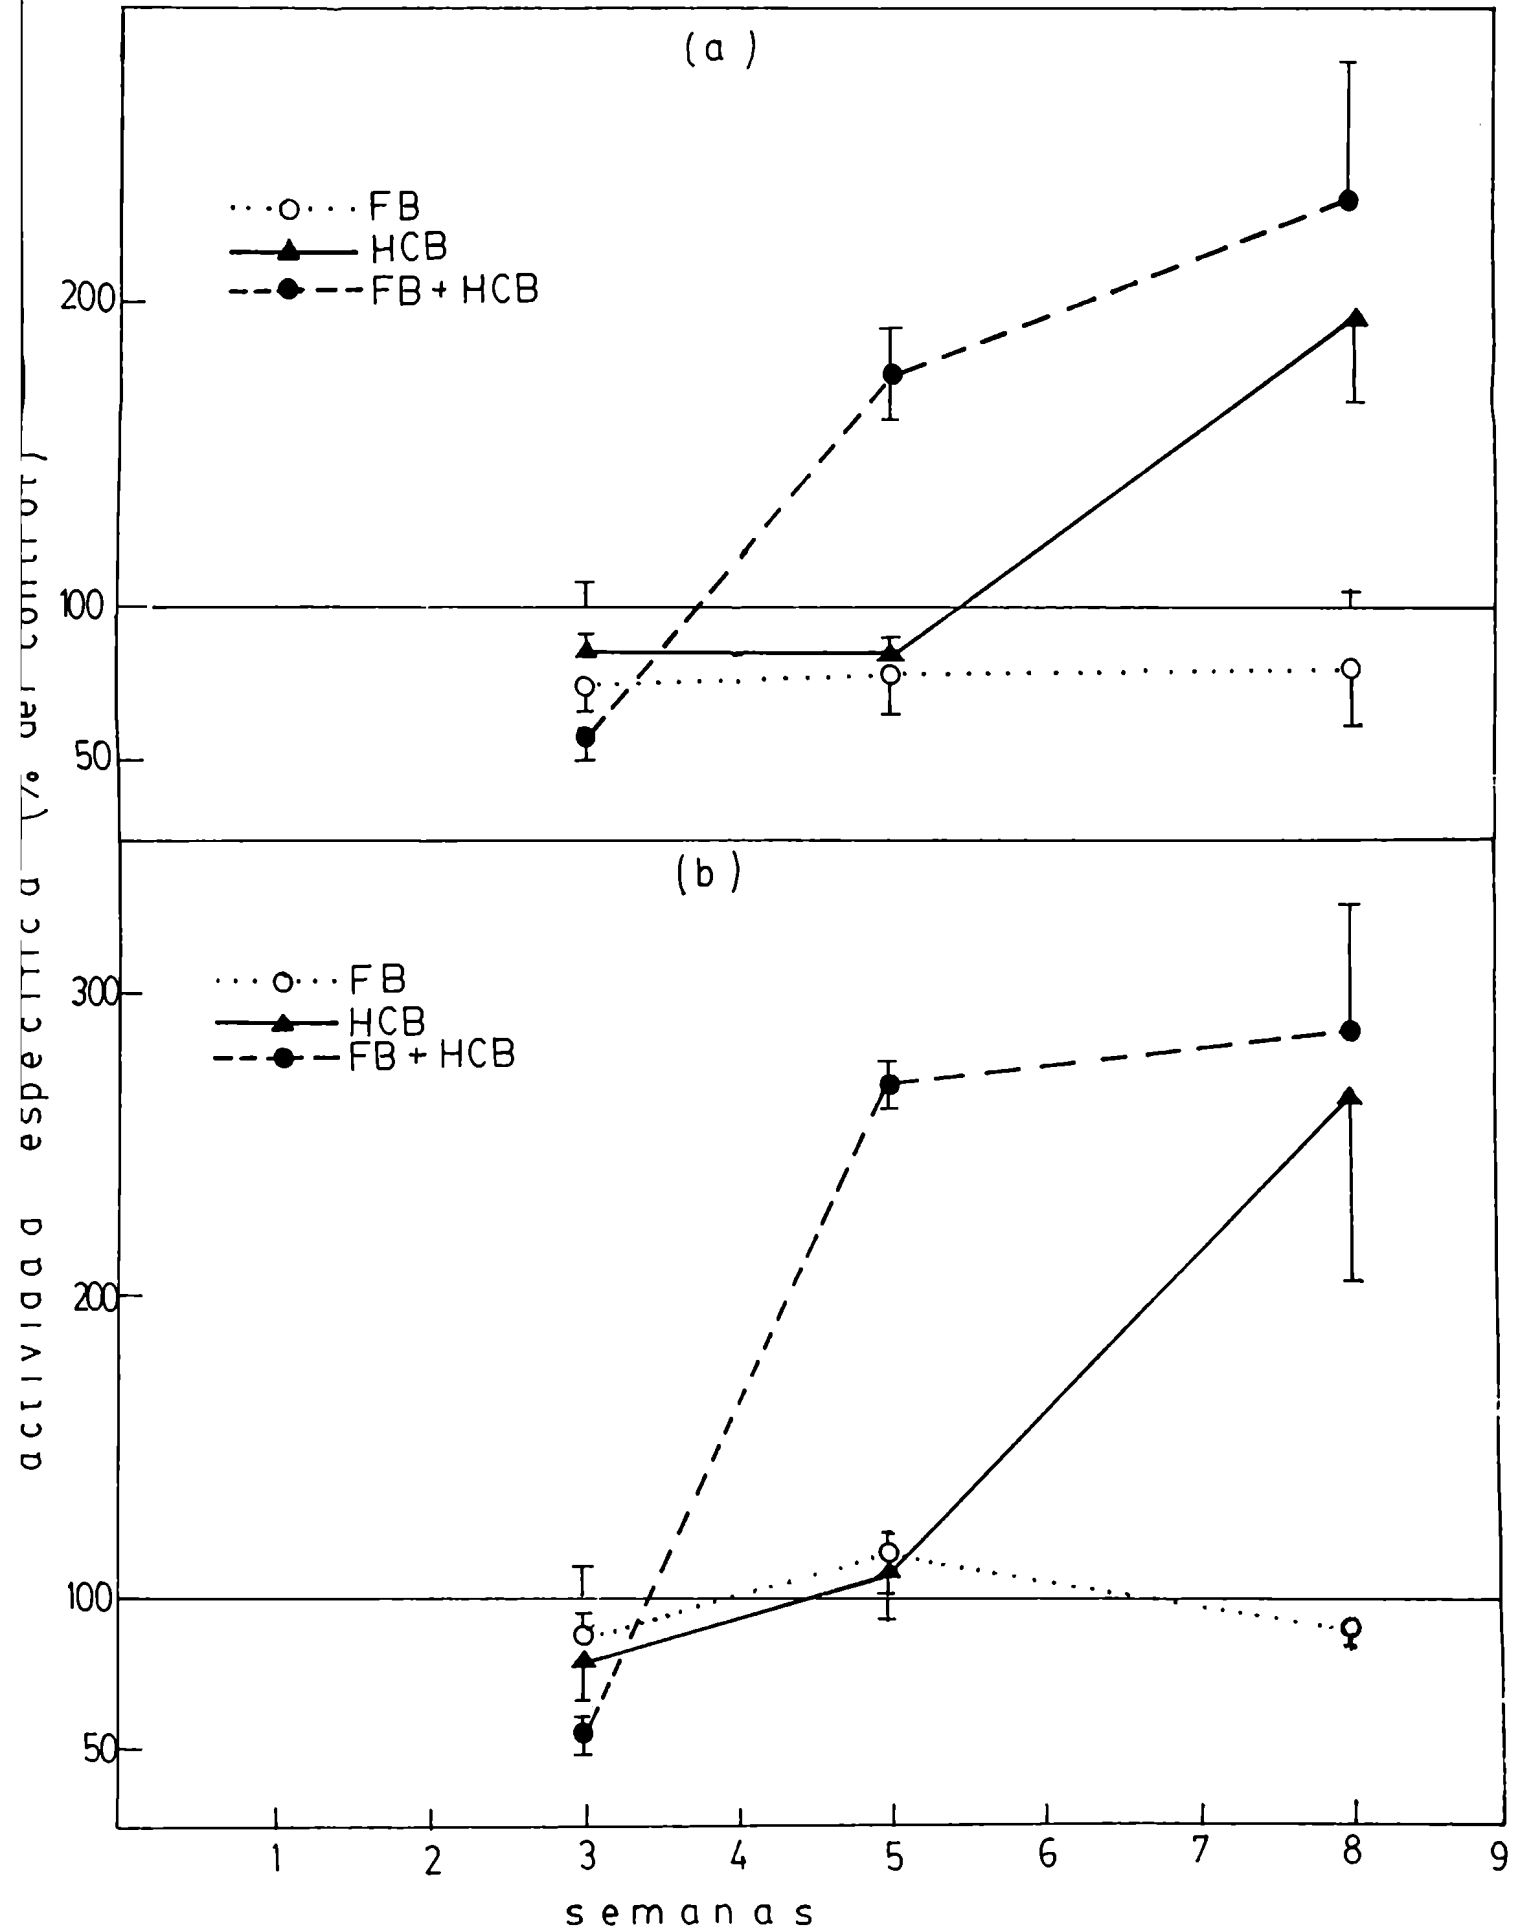 (a)
FB
HCB
FB + HCB
200
100
50
(b)
FB
HCB
FB + HCB
300
200
100
50
1 2 3 4 5 6 7 8 9
semanas
actividad específica (% del control)